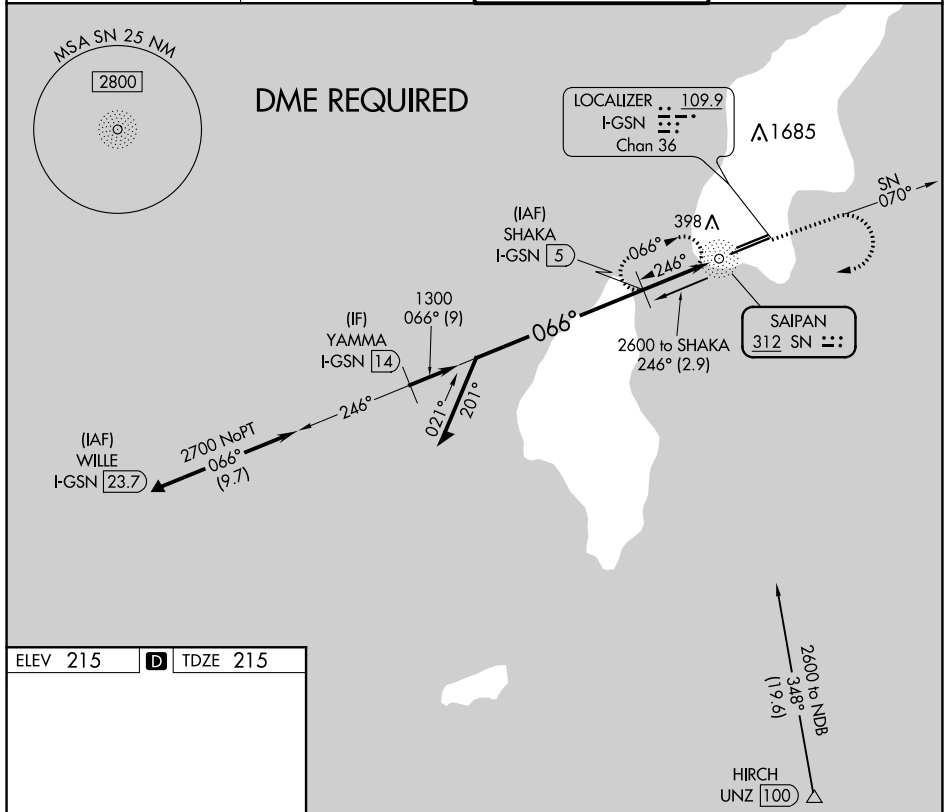 MSA SN 25 NM
2800
DME REQUIRED
LOCALIZER 109.9
I-GSN
Chan 36
1685
SN
070°
398
(IAF)
SHAKA
I-GSN 5
066°
246°
1300
066° (9)
(IF)
YAMMA
I-GSN 14
066°
2600 to SHAKA
246° (2.9)
SAIPAN
312 SN
246°
021°
201°
(IAF)
WILLE
I-GSN 23.7
2700 NoPT
066°
(9.7)
2600 to NDB
348°
(19.6)
HIRCH
UNZ 100
ELEV 215 D TDZE 215